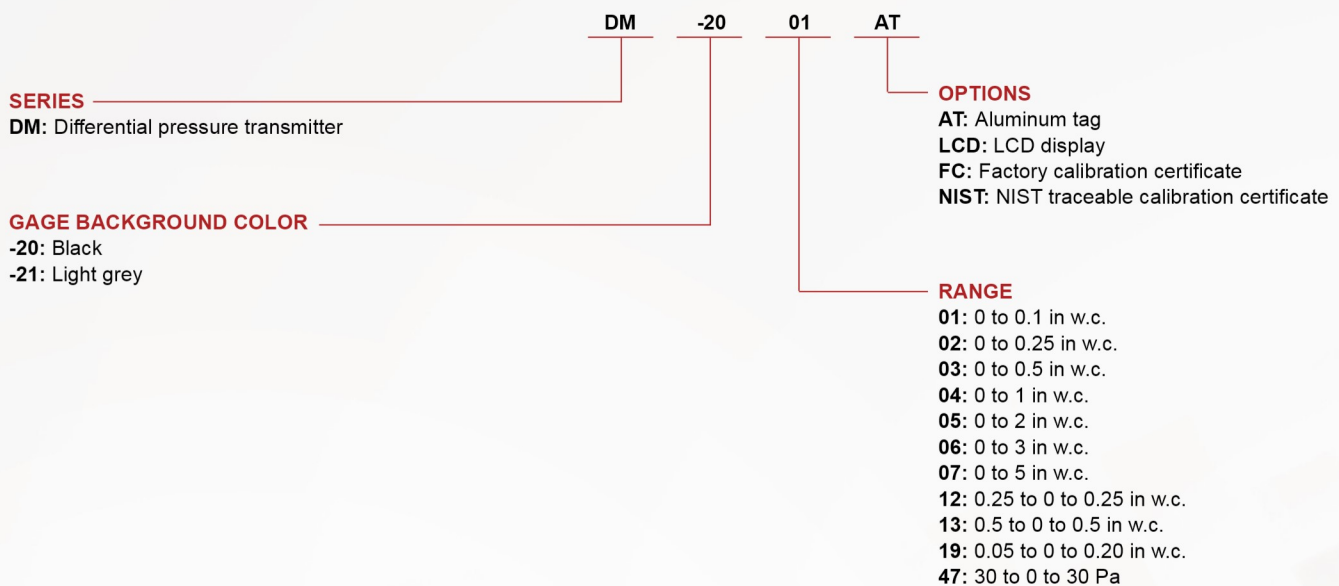 DM -20 01 AT
SERIES
DM: Differential pressure transmitter
GAGE BACKGROUND COLOR
-20: Black
-21: Light grey
OPTIONS
AT: Aluminum tag
LCD: LCD display
FC: Factory calibration certificate
NIST: NIST traceable calibration certificate
RANGE
01: 0 to 0.1 in w.c.
02: 0 to 0.25 in w.c.
03: 0 to 0.5 in w.c.
04: 0 to 1 in w.c.
05: 0 to 2 in w.c.
06: 0 to 3 in w.c.
07: 0 to 5 in w.c.
12: 0.25 to 0 to 0.25 in w.c.
13: 0.5 to 0 to 0.5 in w.c.
19: 0.05 to 0 to 0.20 in w.c.
47: 30 to 0 to 30 Pa